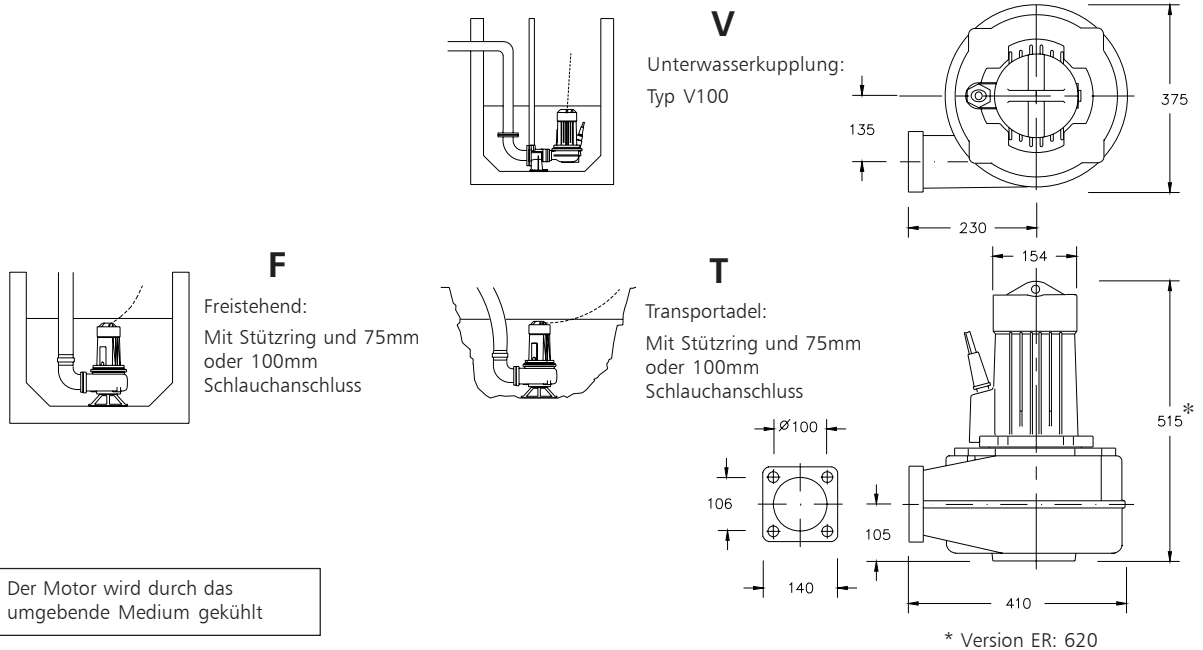 V
Unterwasserkupplung:
Typ V100
375
135
230
F
Freistehend:
Mit Stützring und 75mm
oder 100mm
Schlauchanschluss
T
Transportadel:
Mit Stützring und 75mm
oder 100mm
Schlauchanschluss
154
515*
Ø100
106
105
140
410
* Version ER: 620
Der Motor wird durch das
umgebende Medium gekühlt